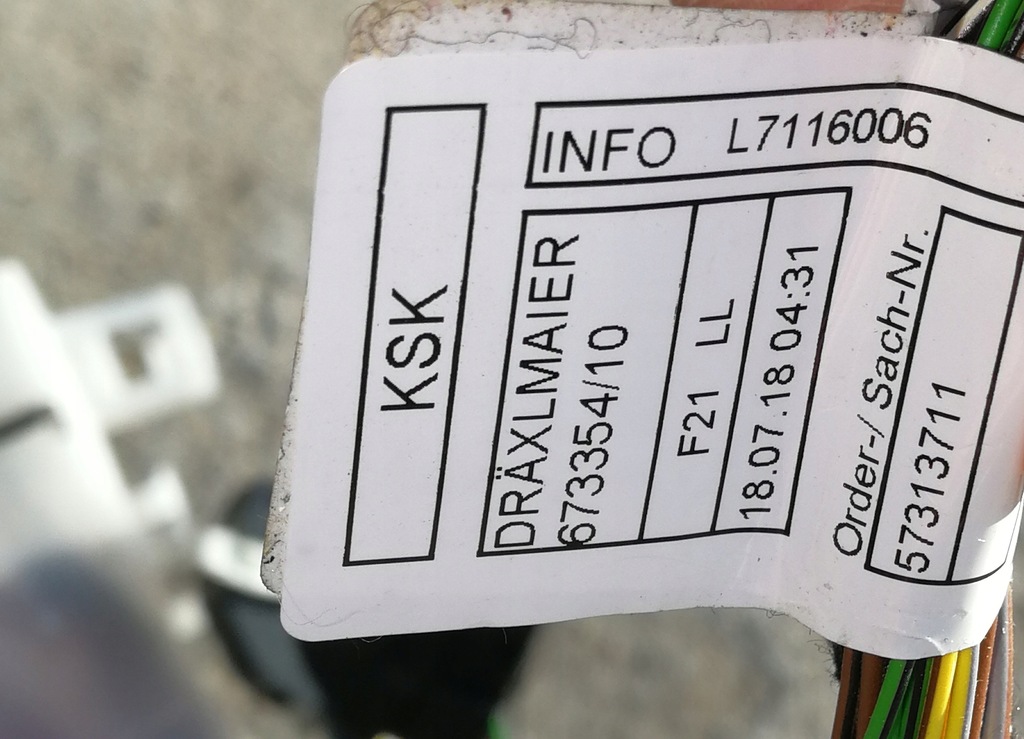 KSK
INFO L7116006
DRÄXLMAIER
673354/10
F21 LL
18.07.18 04:31
Order-/ Sach-Nr.
57313711